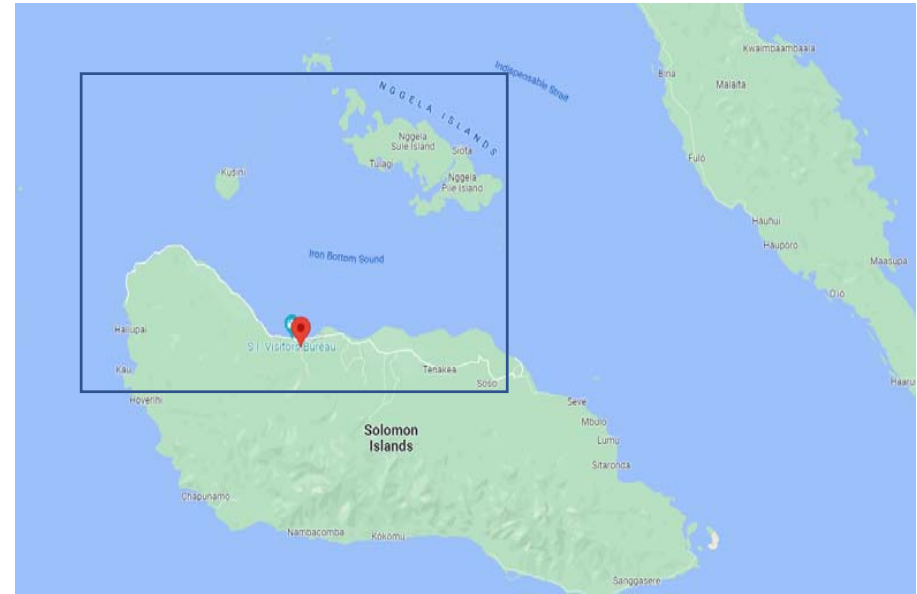 Kwaimbaambaala
Indispensable Strait
Bina
Malaita
NGGELA ISLANDS
Nggela
Sule Island
Siota
Tulagi
Fulo
Kusini
Nggela
Pile Island
Hauhui
Hauporo
Iron Bottom Sound
Maasupa
Olo
Hailupai
S.I. Visitors Bureau
Kau
Tenakea
Soso
Haaru
Hoverihi
Seve
Solomon
Islands
Mbulo
Lumu
Sitaronda
Chapunamo
Nambacomba
Kokomu
Sanggasere